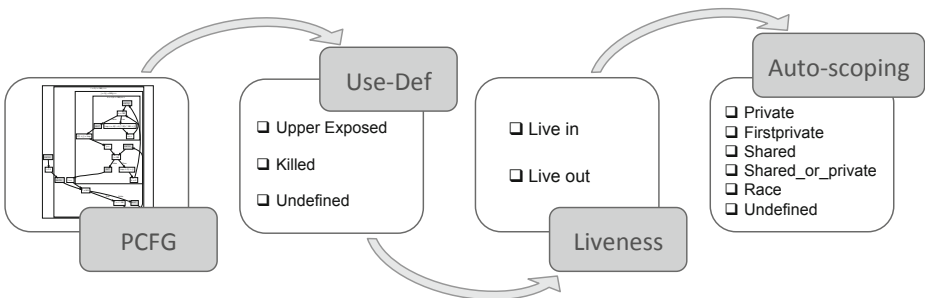 PCFG
Use-Def
❑ Upper Exposed
❑ Killed
❑ Undefined
❑ Live in
❑ Live out
Liveness
Auto-scoping
❑ Private
❑ Firstprivate
❑ Shared
❑ Shared_or_private
❑ Race
❑ Undefined